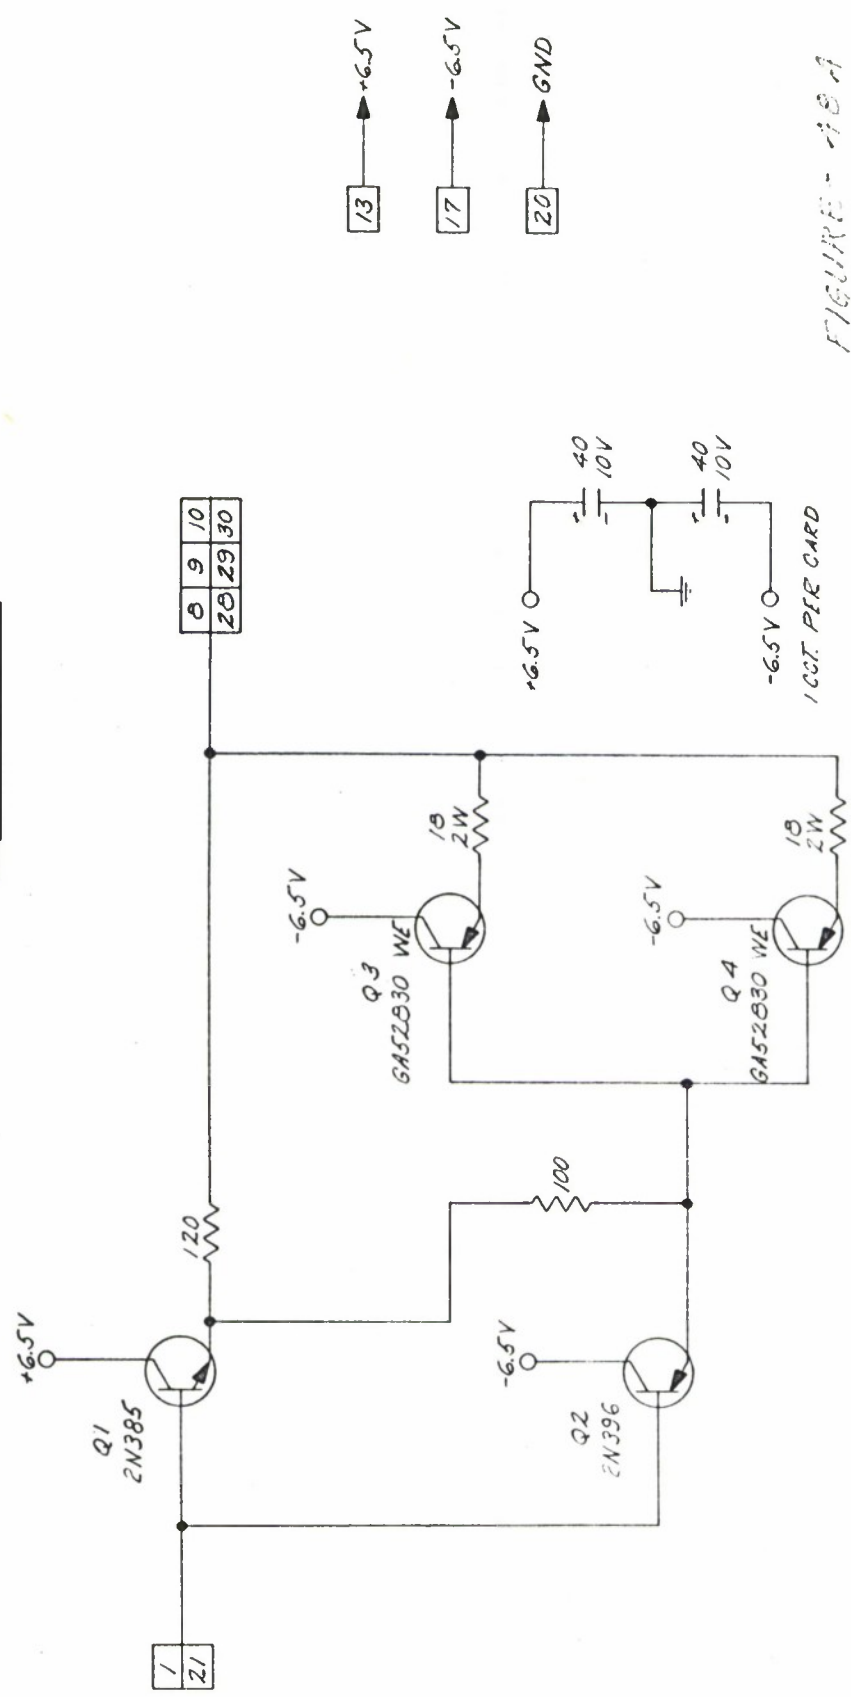 1
21
Q1
2N385
+6.5V
120
8 9 10
28 29 30
Q2
2N396
-6.5V
100
Q3
GA52830 WE
-6.5V
18
2W
Q4
GA52830 WE
-6.5V
18
2W
+6.5V
40
10V
+
-
40
10V
+
-
-6.5V
1 CCT. PER CARD
13 +6.5V
17 -6.5V
20 GND
FIGURE - 48A